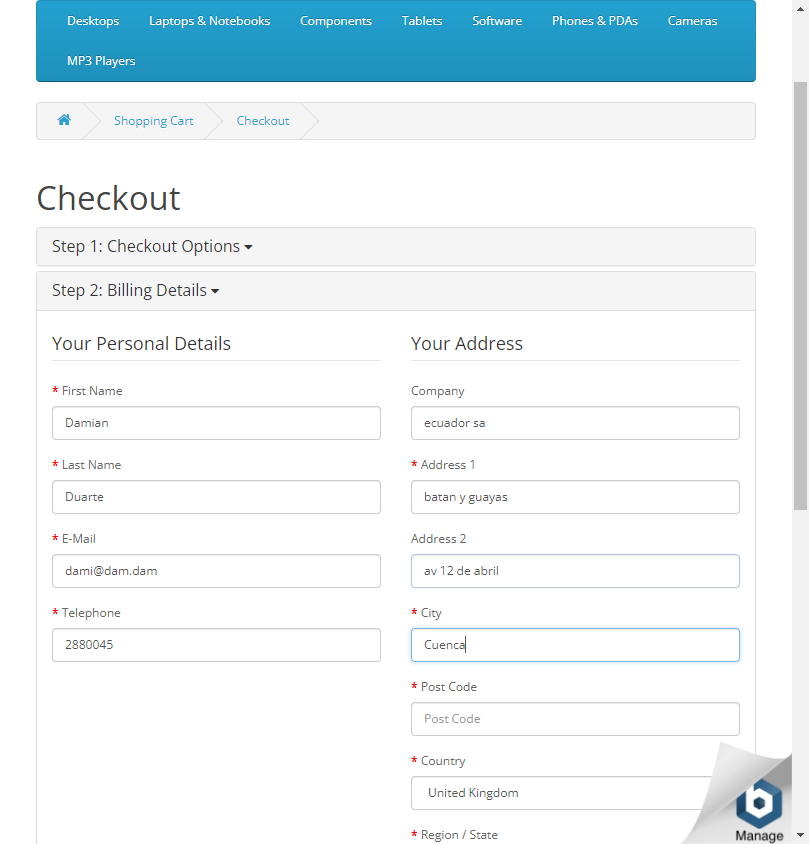 Desktops Laptops & Notebooks Components Tablets Software Phones & PDAs Cameras
MP3 Players
Shopping Cart Checkout
Checkout
Step 1: Checkout Options
Step 2: Billing Details
Your Personal Details
* First Name
Damian
* Last Name
Duarte
* E-Mail
dami@dam.dam
* Telephone
2880045
Your Address
Company
ecuador sa
* Address 1
batan y guayas
Address 2
av 12 de abril
* City
Cuenca
* Post Code
Post Code
* Country
United Kingdom
* Region / State
b
Manage